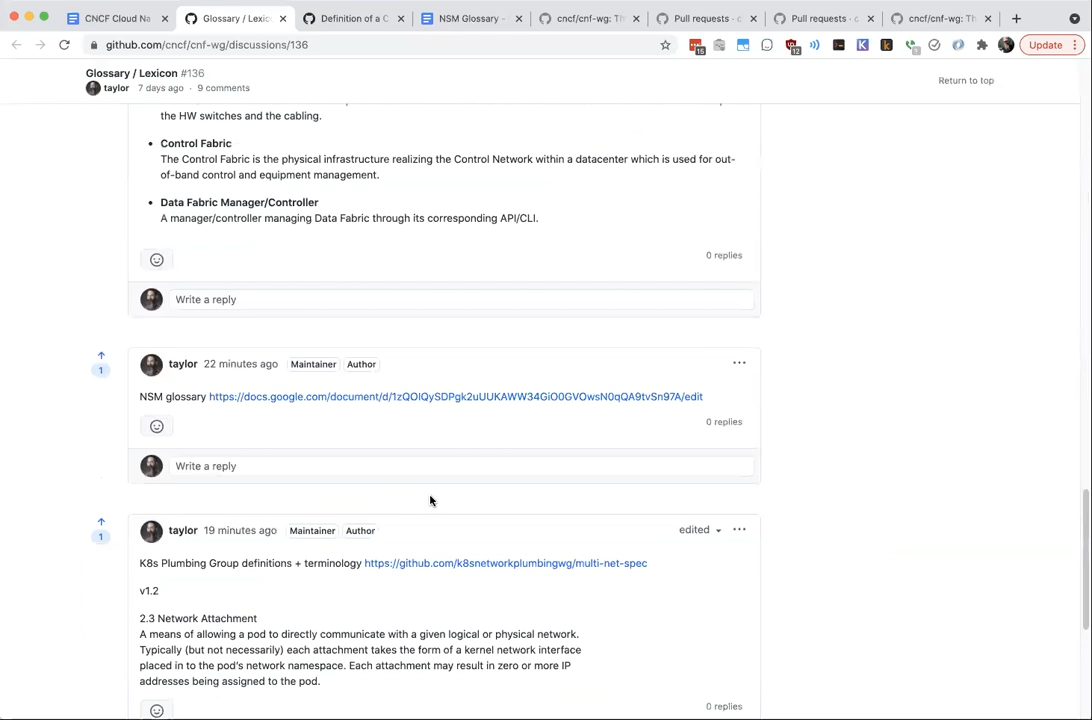 CNCF Cloud Na
Glossary / Lexic
Definition of a C
NSM Glossary -
cncf/cnf-wg: Th
Pull requests · c
Pull requests · c
cncf/cnf-wg: Th
github.com/cncf/cnf-wg/discussions/136
15
12
Update
Glossary / Lexicon #136
taylor 7 days ago · 9 comments
Return to top
the HW switches and the cabling.
• Control Fabric
The Control Fabric is the physical infrastructure realizing the Control Network within a datacenter which is used for out-
of-band control and equipment management.
• Data Fabric Manager/Controller
A manager/controller managing Data Fabric through its corresponding API/CLI.
0 replies
Write a reply
1
taylor 22 minutes ago Maintainer Author
NSM glossary https://docs.google.com/document/d/1zQOIQySDPgk2uUUKAWW34GiO0GVOwsN0qQA9tvSn97A/edit
0 replies
Write a reply
1
taylor 19 minutes ago Maintainer Author edited
K8s Plumbing Group definitions + terminology https://github.com/k8snetworkplumbingwg/multi-net-spec
v1.2
2.3 Network Attachment
A means of allowing a pod to directly communicate with a given logical or physical network.
Typically (but not necessarily) each attachment takes the form of a kernel network interface
placed in to the pod's network namespace. Each attachment may result in zero or more IP
addresses being assigned to the pod.
0 replies